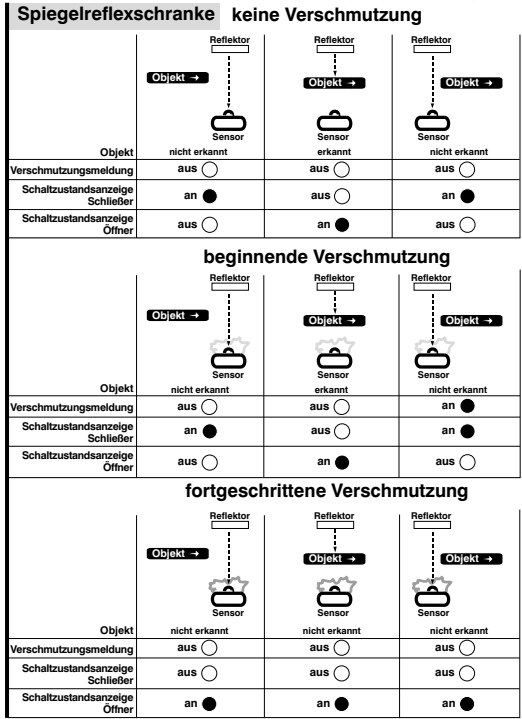 Spiegelreflexschranke keine Verschmutzung
Reflektor Reflektor Reflektor
Objekt → Objekt → Objekt →
Sensor Sensor Sensor
Objekt nicht erkannt erkannt nicht erkannt
Verschmutzungsmeldung aus aus aus
Schaltzustandsanzeige
Schließer an aus an
Schaltzustandsanzeige
Öffner aus an aus
beginnende Verschmutzung
Reflektor Reflektor Reflektor
Objekt → Objekt → Objekt →
Sensor Sensor Sensor
Objekt nicht erkannt erkannt nicht erkannt
Verschmutzungsmeldung aus aus an
Schaltzustandsanzeige
Schließer an aus an
Schaltzustandsanzeige
Öffner aus an aus
fortgeschrittene Verschmutzung
Reflektor Reflektor Reflektor
Objekt → Objekt → Objekt →
Sensor Sensor Sensor
Objekt nicht erkannt nicht erkannt nicht erkannt
Verschmutzungsmeldung aus aus aus
Schaltzustandsanzeige
Schließer aus aus aus
Schaltzustandsanzeige
Öffner an an an